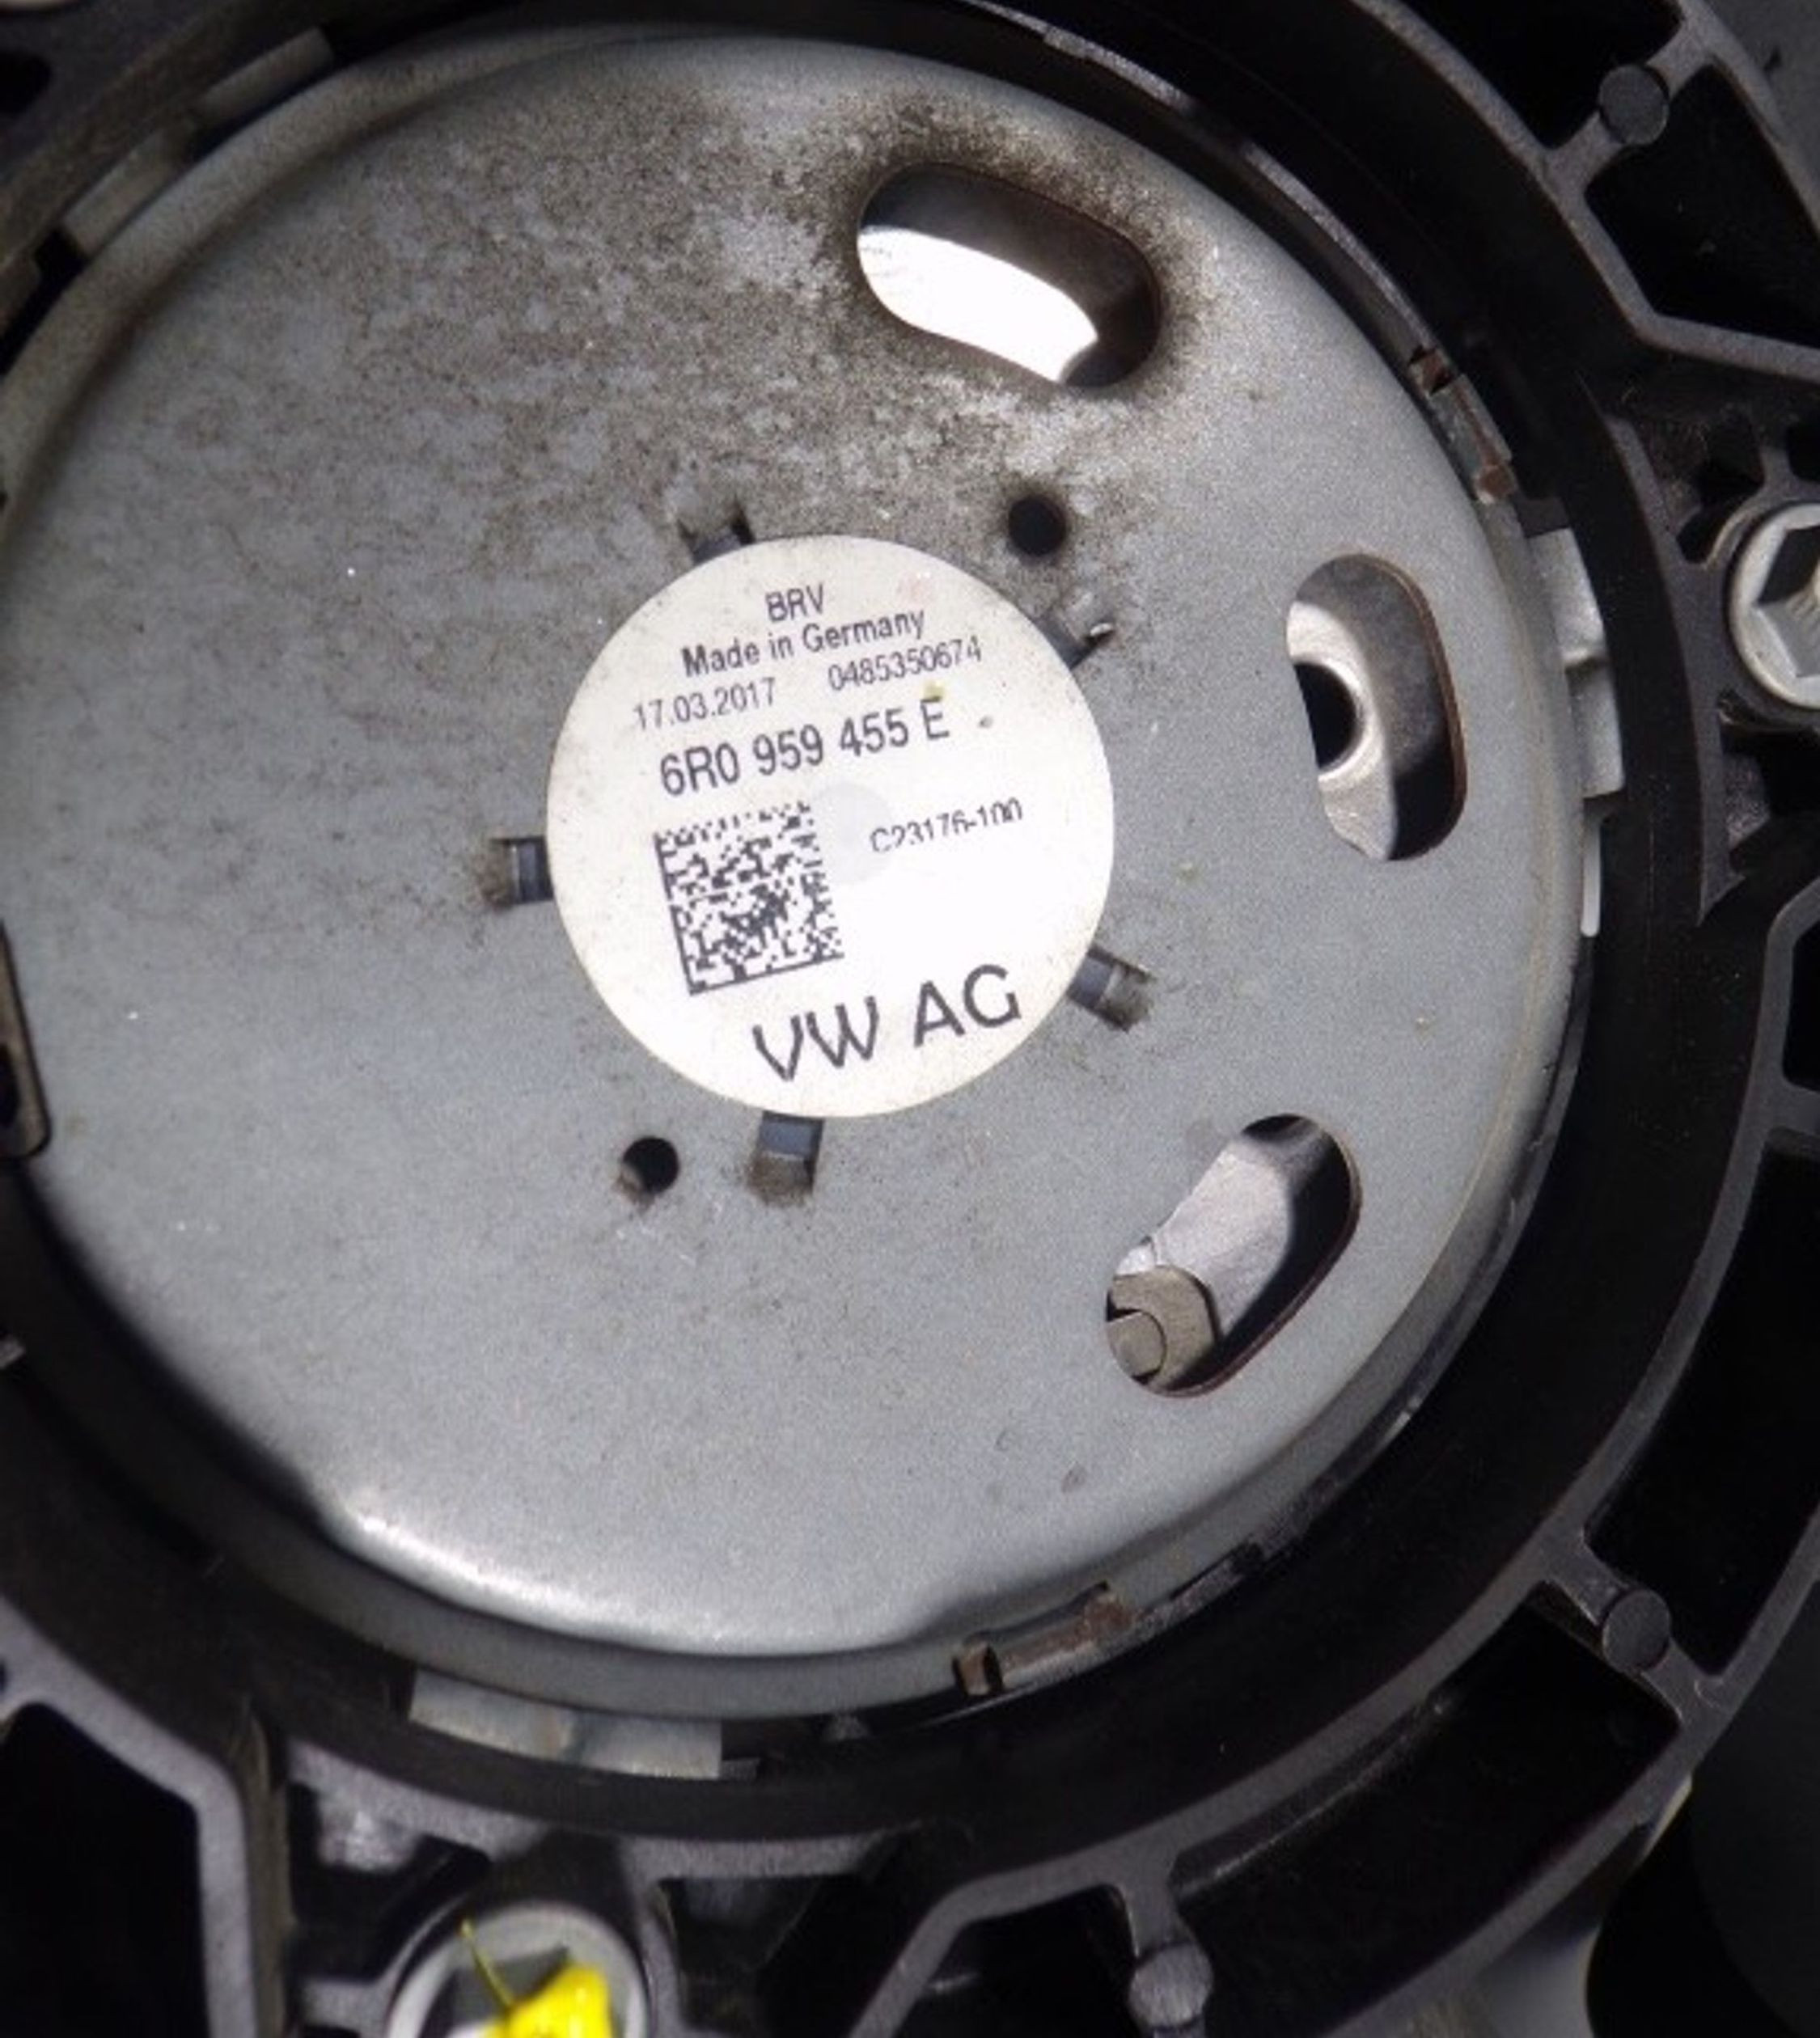 BRV
Made in Germany
17.03.2017 0485350674
6R0 959 455 E
C23176-100
VW AG